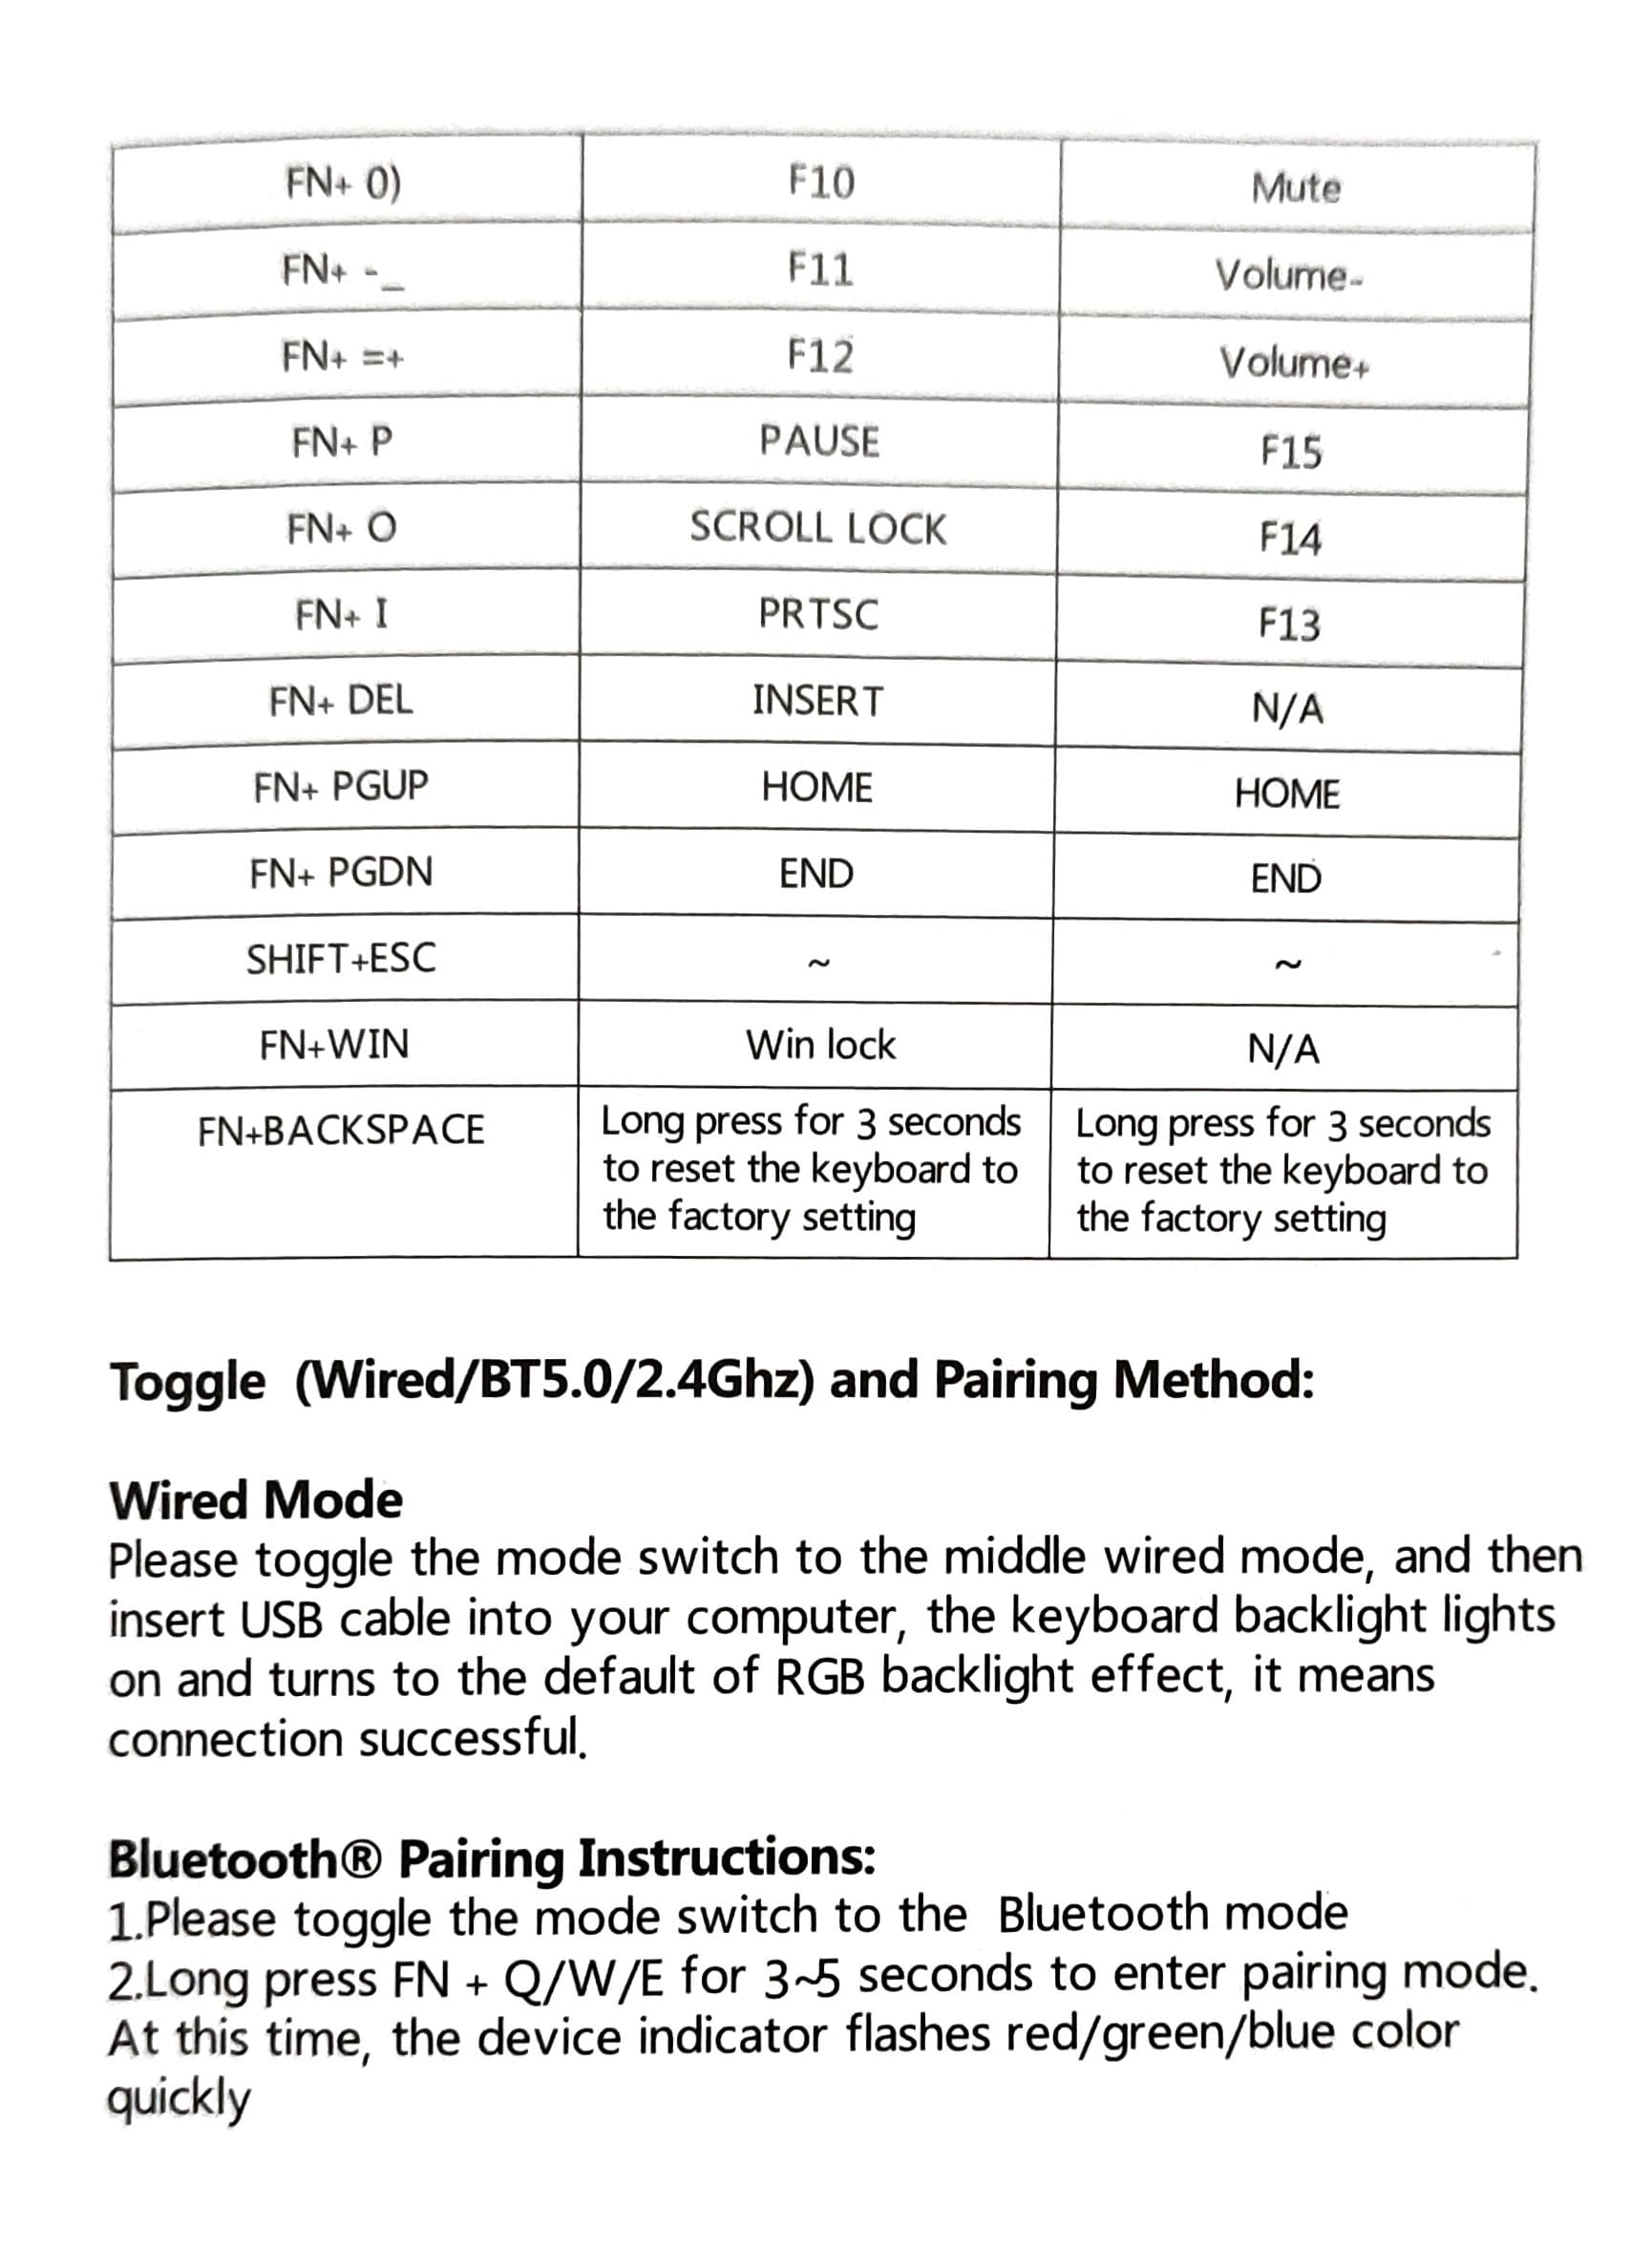 FN+ 0) F10 Mute
FN+ -_ F11 Volume-
FN+ =+ F12 Volume+
FN+ P PAUSE F15
FN+ O SCROLL LOCK F14
FN+ I PRTSC F13
FN+ DEL INSERT N/A
FN+ PGUP HOME HOME
FN+ PGDN END END
SHIFT+ESC ~ ~
FN+WIN Win lock N/A
FN+BACKSPACE Long press for 3 seconds Long press for 3 seconds
to reset the keyboard to to reset the keyboard to
the factory setting the factory setting
Toggle (Wired/BT5.0/2.4Ghz) and Pairing Method:
Wired Mode
Please toggle the mode switch to the middle wired mode, and then
insert USB cable into your computer, the keyboard backlight lights
on and turns to the default of RGB backlight effect, it means
connection successful.
Bluetooth® Pairing Instructions:
1.Please toggle the mode switch to the Bluetooth mode
2.Long press FN + Q/W/E for 3~5 seconds to enter pairing mode.
At this time, the device indicator flashes red/green/blue color
quickly